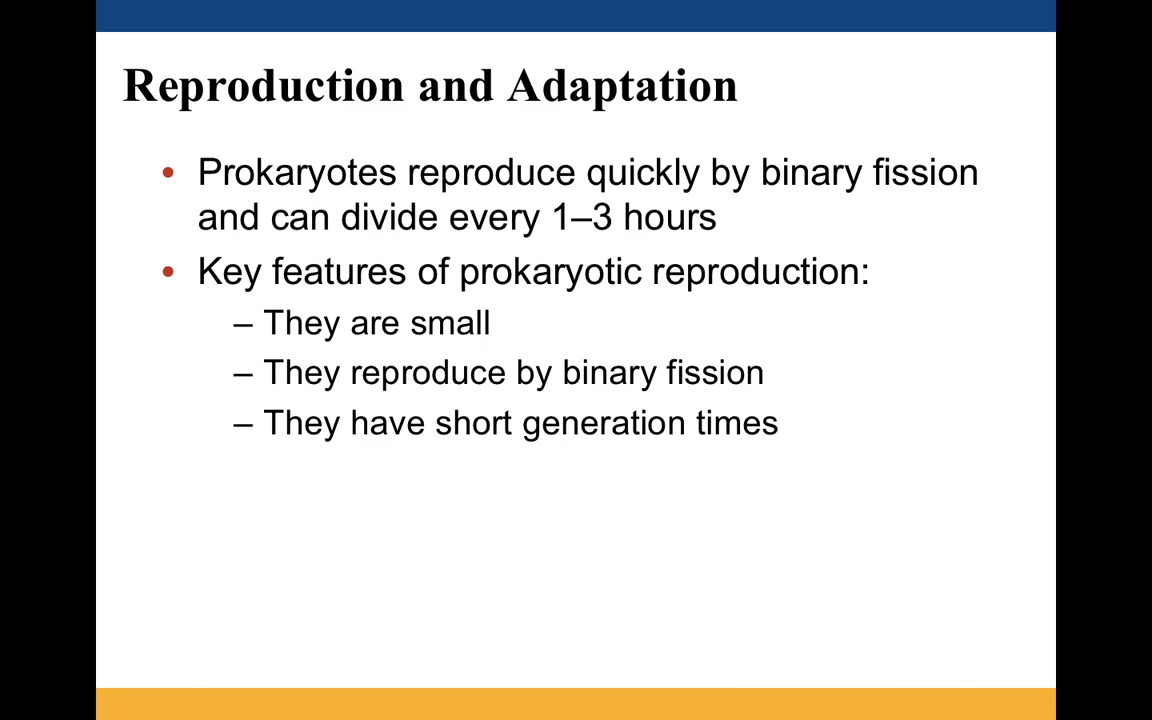 Reproduction and Adaptation
• Prokaryotes reproduce quickly by binary fission
and can divide every 1–3 hours
• Key features of prokaryotic reproduction:
– They are small
– They reproduce by binary fission
– They have short generation times